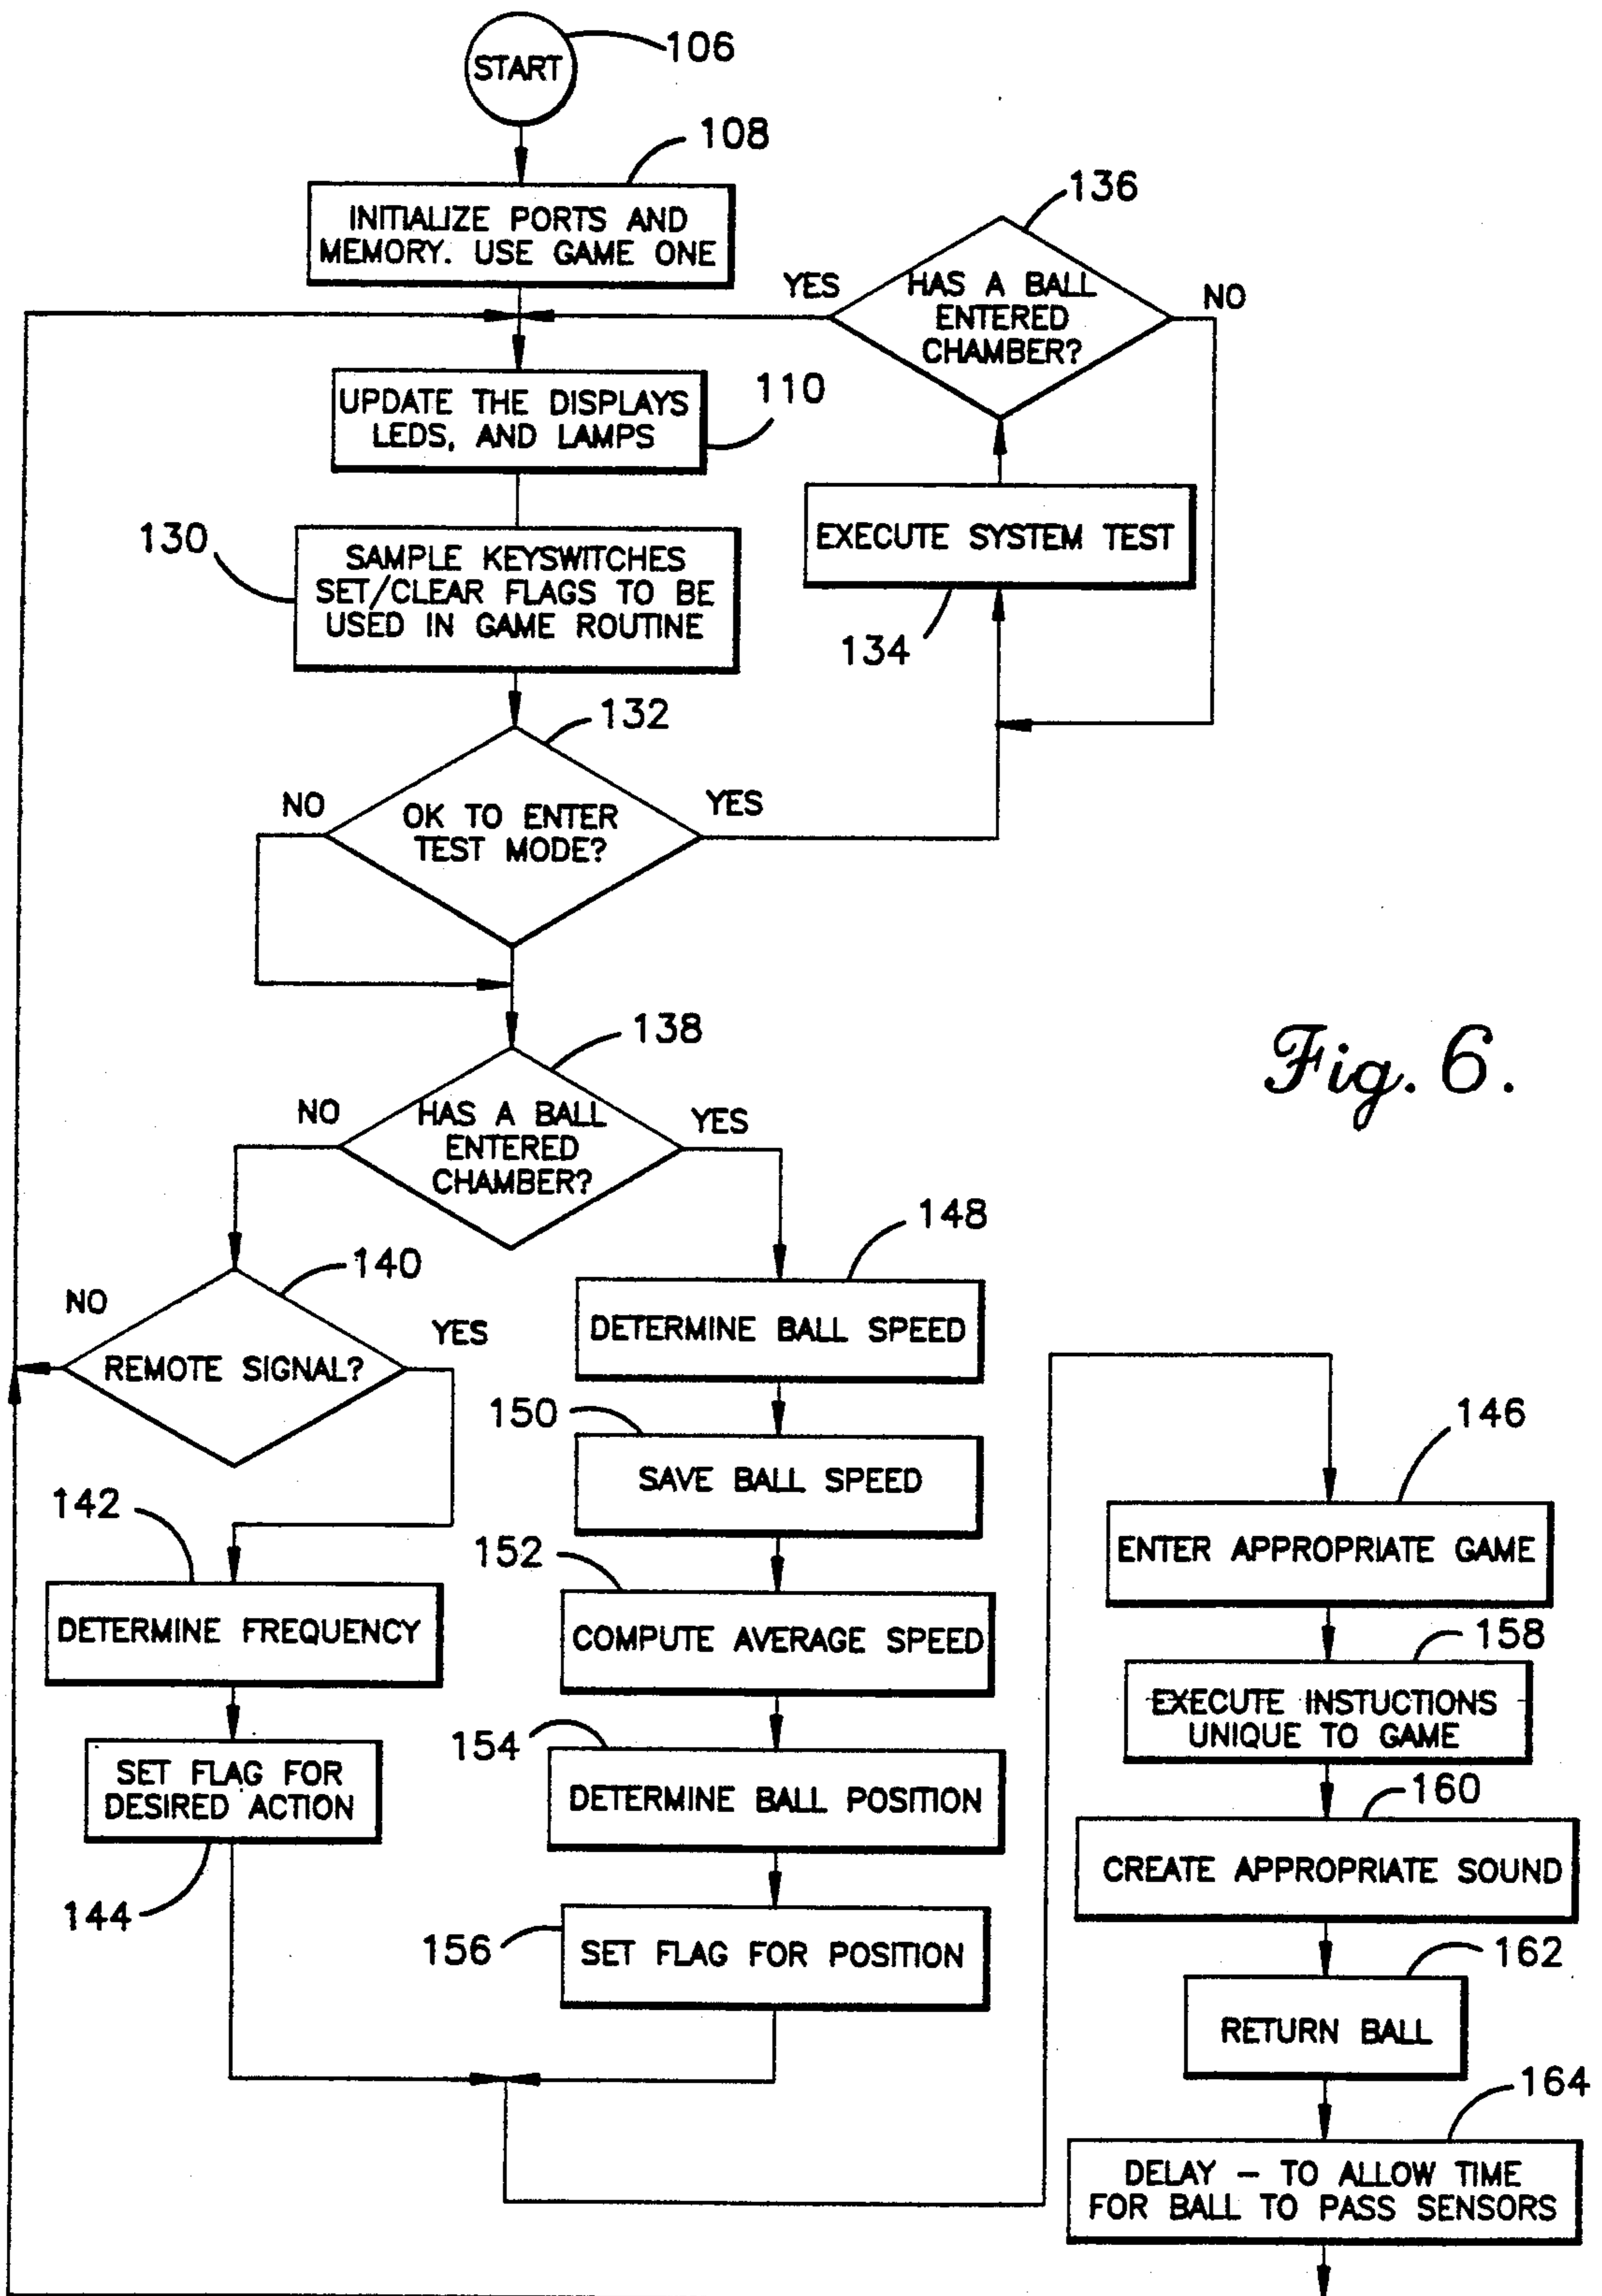 START
106
108
INITIALIZE PORTS AND
MEMORY. USE GAME ONE
136
YES
HAS A BALL
ENTERED
CHAMBER?
NO
UPDATE THE DISPLAYS
LEDS, AND LAMPS
110
130
SAMPLE KEYSWITCHES
SET/CLEAR FLAGS TO BE
USED IN GAME ROUTINE
EXECUTE SYSTEM TEST
134
132
NO
OK TO ENTER
TEST MODE?
YES
138
NO
HAS A BALL
ENTERED
CHAMBER?
YES
Fig. 6.
140
NO
REMOTE SIGNAL?
YES
148
DETERMINE BALL SPEED
150
SAVE BALL SPEED
142
DETERMINE FREQUENCY
152
COMPUTE AVERAGE SPEED
SET FLAG FOR
DESIRED ACTION
144
154
DETERMINE BALL POSITION
156
SET FLAG FOR POSITION
146
ENTER APPROPRIATE GAME
158
EXECUTE INSTUCTIONS
UNIQUE TO GAME
160
CREATE APPROPRIATE SOUND
162
RETURN BALL
164
DELAY – TO ALLOW TIME
FOR BALL TO PASS SENSORS